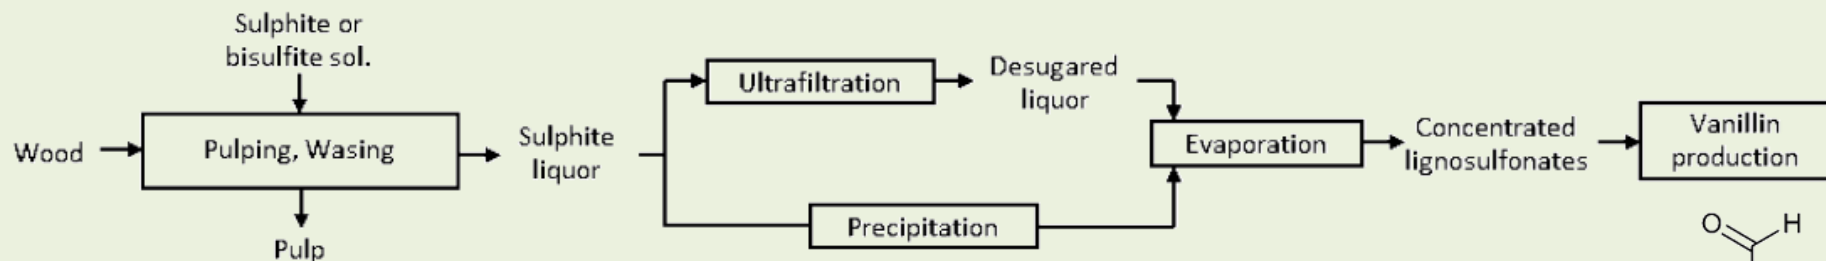 Sulphite or
bisulfite sol.
Wood
Pulping, Wasing
Pulp
Sulphite
liquor
Ultrafiltration
Desugared
liquor
Precipitation
Evaporation
Concentrated
lignosulfonates
Vanillin
production
O
H